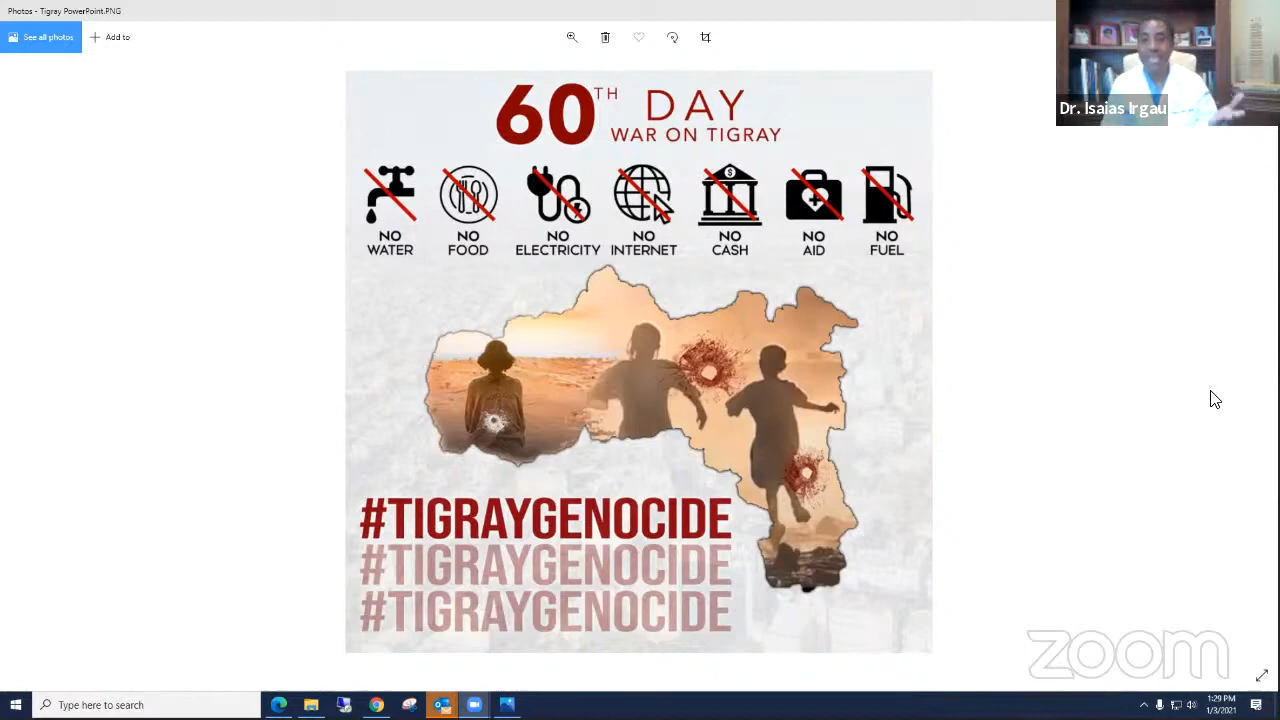 Photos - Tigray PowerPoint.PNG
See all photos
Add to
Dr. Isaias Irgau
60TH DAY
WAR ON TIGRAY
NO WATER
NO FOOD
NO ELECTRICITY
NO INTERNET
$
NO CASH
NO AID
NO FUEL
#TIGRAYGENOCIDE
#TIGRAYGENOCIDE
#TIGRAYGENOCIDE
zoom
Type here to search
1:29 PM
1/3/2021